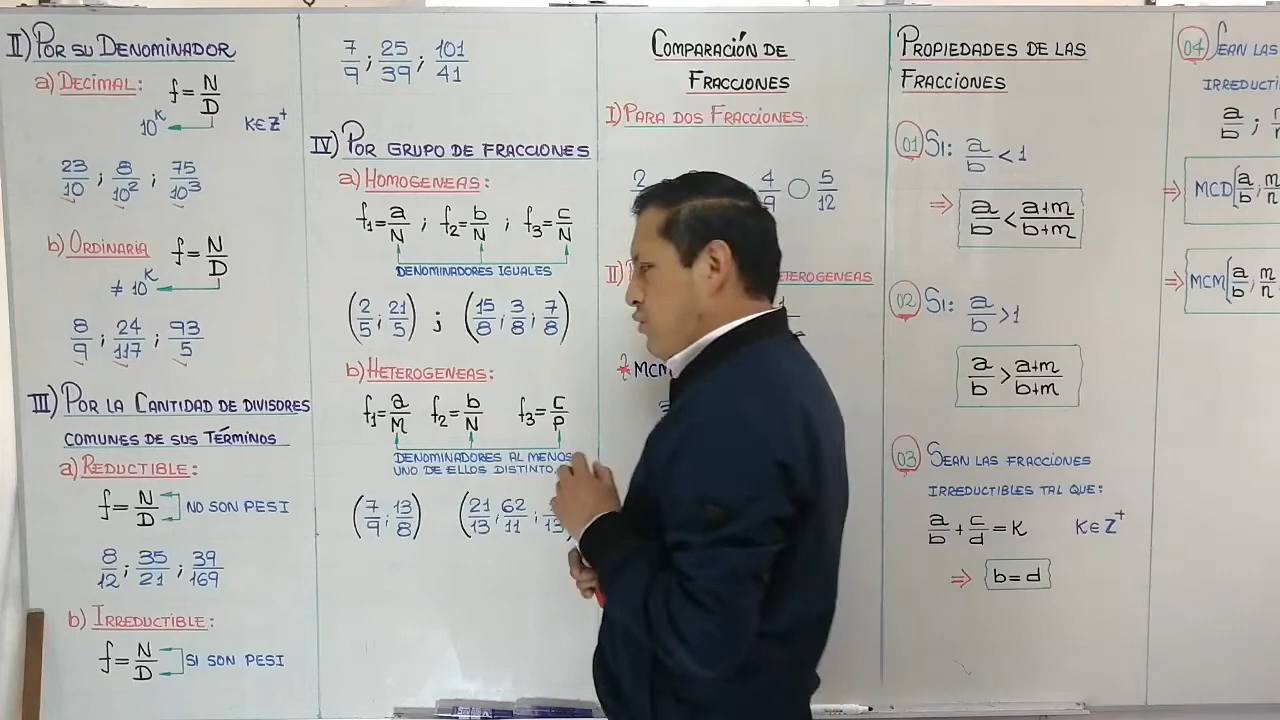 II) POR SU DENOMINADOR
a) DECIMAL: f = N/D
10^K K∈Z⁺
23/10 ; 8/10² ; 75/10³
b) ORDINARIA f = N/D
≠ 10^K
8/9 ; 24/117 ; 93/5
III) POR LA CANTIDAD DE DIVISORES
COMUNES DE SUS TÉRMINOS
a) REDUCTIBLE:
f = N/D NO SON PESI
8/12 ; 35/21 ; 39/169
b) IRREDUCTIBLE:
f = N/D SI SON PESI
7/9 ; 25/39 ; 101/41
IV) POR GRUPO DE FRACCIONES
a) HOMOGENEAS:
f₁ = a/N ; f₂ = b/N ; f₃ = c/N
DENOMINADORES IGUALES
(2/5 ; 21/5) ; (15/8 ; 3/8 ; 7/8)
b) HETEROGENEAS:
f₁ = a/M f₂ = b/N f₃ = c/P
DENOMINADORES AL MENOS
UNO DE ELLOS DISTINTO.
(7/9 ; 13/8) (21/13 ; 62/11 ; /13)
COMPARACIÓN DE
FRACCIONES
I) PARA DOS FRACCIONES:
2 4/9 ○ 5/12
II) HETEROGENEAS
* MCM
PROPIEDADES DE LAS
FRACCIONES
01 Si: a/b < 1
⇒ a/b < a+m/b+m
02 Si: a/b > 1
a/b > a+m/b+m
03 SEAN LAS FRACCIONES
IRREDUCTIBLES TAL QUE:
a/b + c/d = K K∈Z⁺
⇒ b = d
04 SEAN LAS
IRREDUCTI
a/b ;
⇒ MCD[a/b ; m/n
⇒ MCM[a/b ; m/n